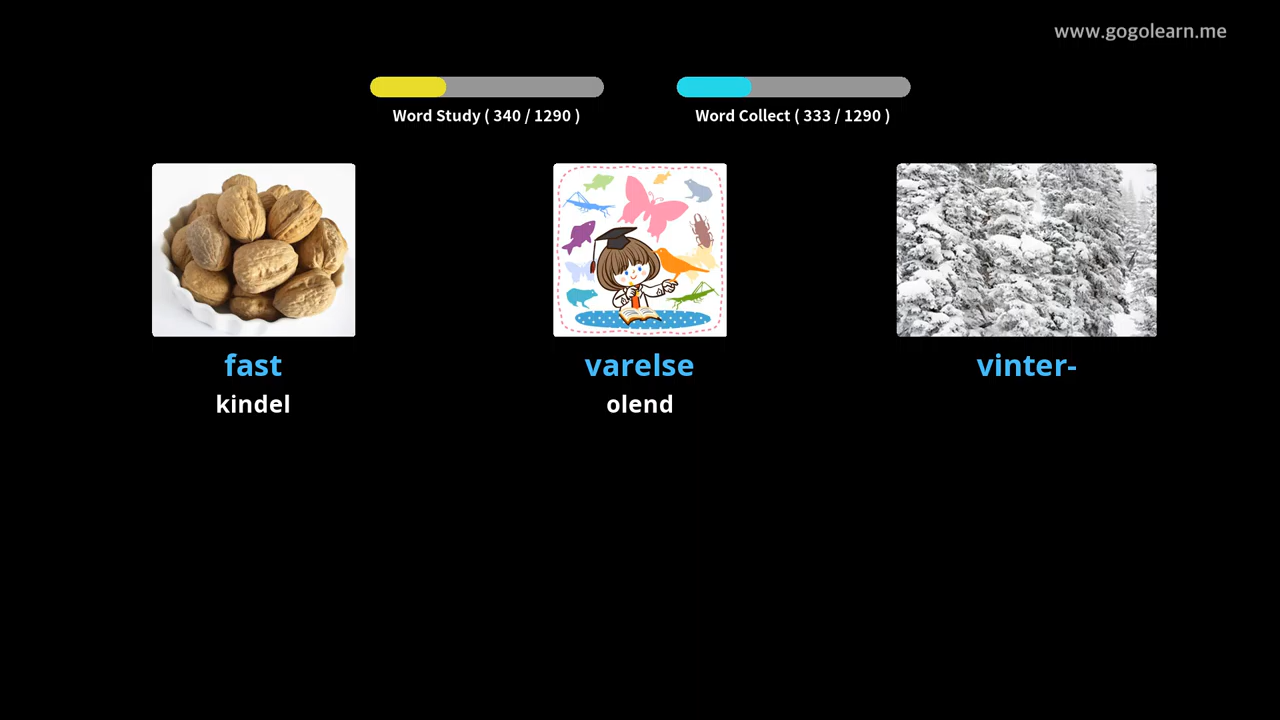 www.gogolearn.me
Word Study ( 340 / 1290 )
Word Collect ( 333 / 1290 )
fast
varelse
vinter-
kindel
olend